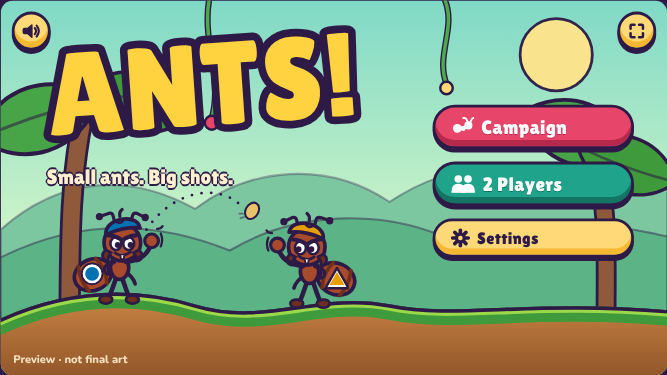 ANTS!
Small ants. Big shots.
Campaign
2 Players
Settings
Preview · not final art